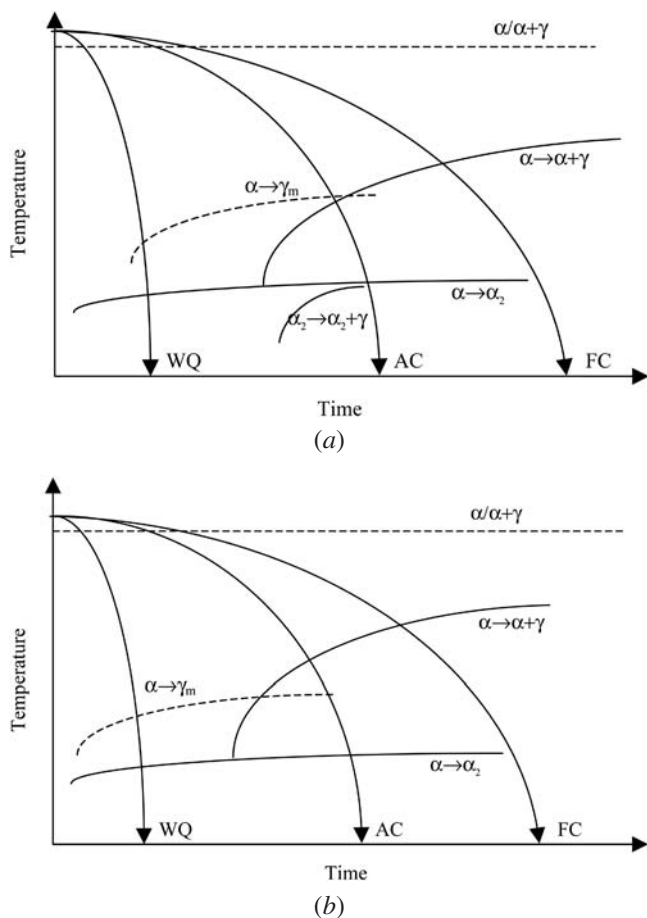 α/α+γ
α→α+γ
α→γₘ
α→α₂
α₂→α₂+γ
WQ
AC
FC
Temperature
Time
(a)
α/α+γ
α→α+γ
α→γₘ
α→α₂
WQ
AC
FC
Temperature
Time
(b)